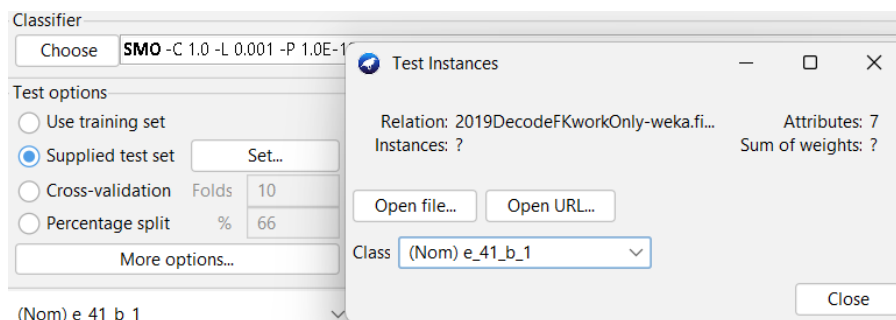 Classifier
Choose SMO -C 1.0 -L 0.001 -P 1.0E-1
Test options
Use training set
Supplied test set Set...
Cross-validation Folds 10
Percentage split % 66
More options...
(Nom) e_41_b_1
Test Instances
Relation: 2019DecodeFKworkOnly-weka.fi... Attributes: 7
Instances: ? Sum of weights: ?
Open file... Open URL...
Class (Nom) e_41_b_1
Close